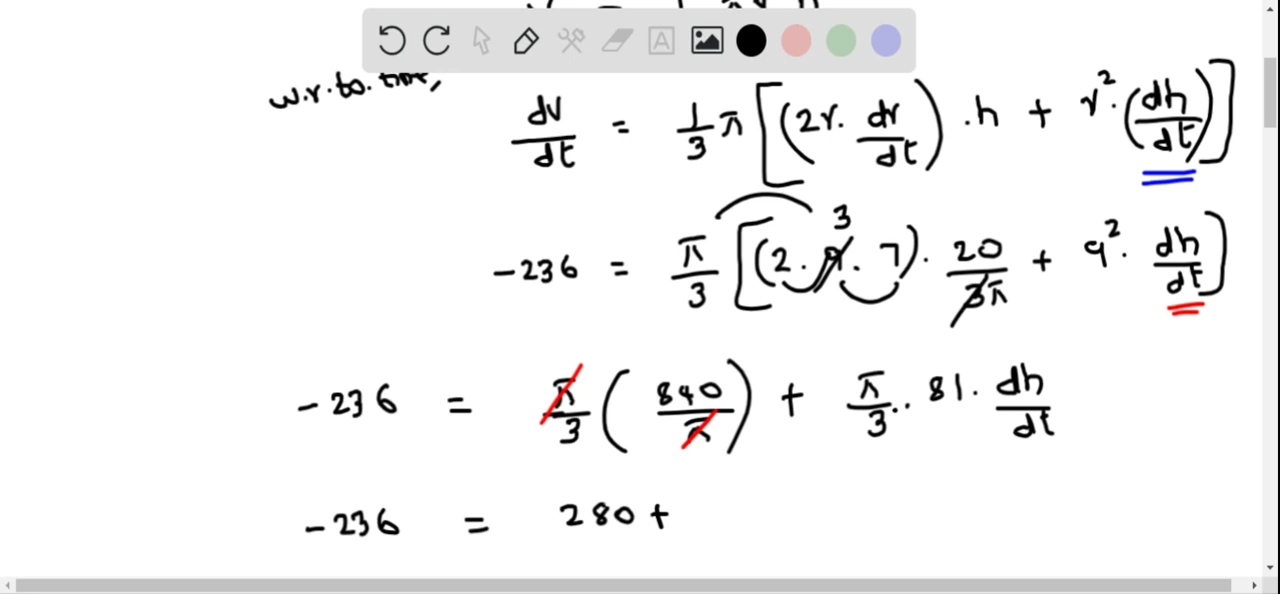 w.r.to.time,
dV/dt = 1/3 π [(2r. dr/dt) .h + r². (dh/dt)]
3
-236 = π/3 [(2. 9. 7). 20/3π + 9². dh/dt]
-236 = π/3 (840/π) + π/3 .. 81. dh/dt
-236 = 280 +